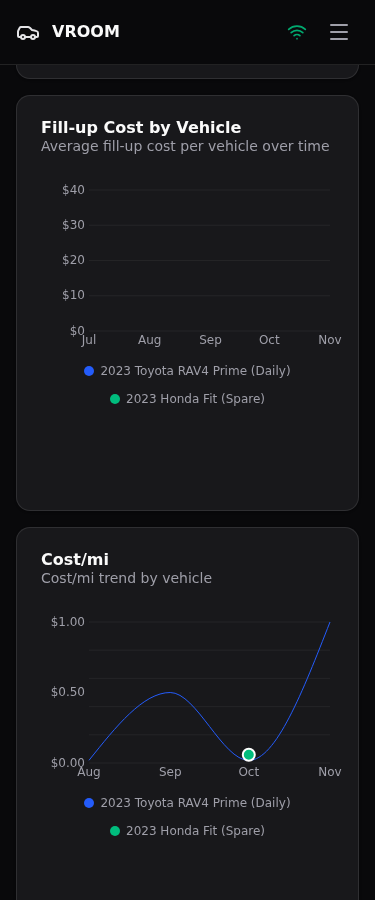 VROOM
Fill-up Cost by Vehicle
Average fill-up cost per vehicle over time
$40
$30
$20
$10
$0
Jul Aug Sep Oct Nov
2023 Toyota RAV4 Prime (Daily)
2023 Honda Fit (Spare)
Cost/mi
Cost/mi trend by vehicle
$1.00
$0.50
$0.00
Aug Sep Oct Nov
2023 Toyota RAV4 Prime (Daily)
2023 Honda Fit (Spare)